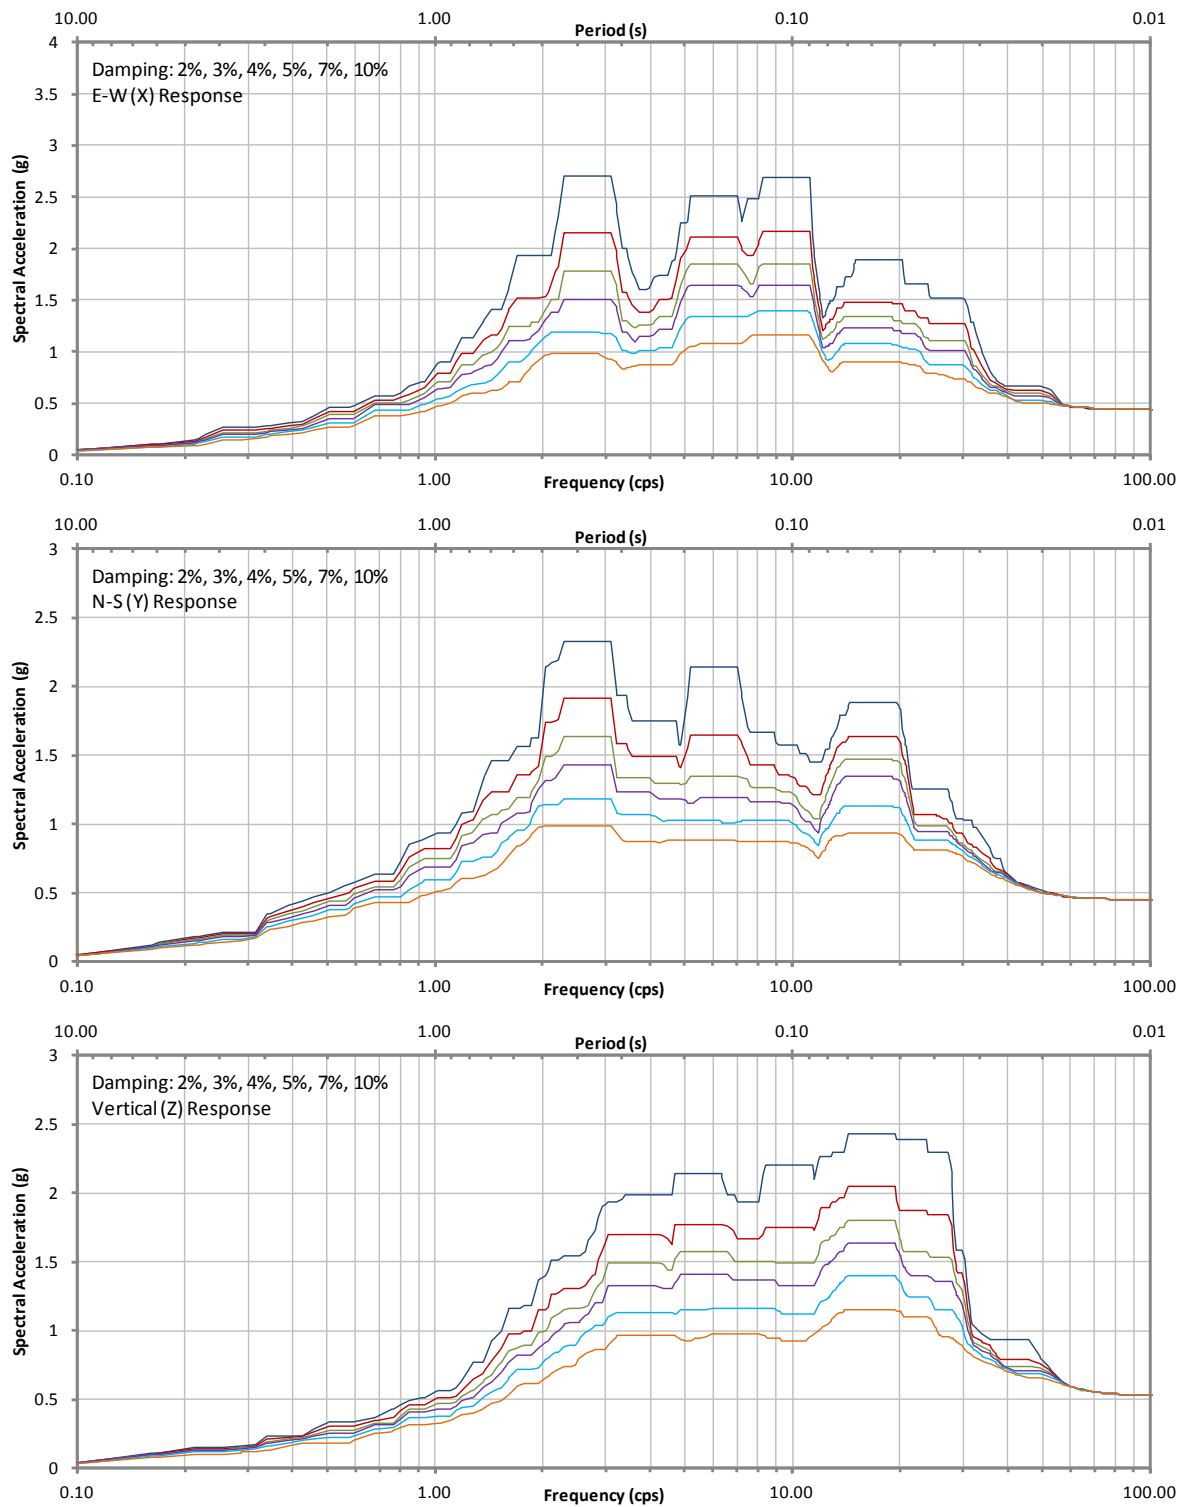 10.00 1.00 0.10 0.01
Period (s)
4
Damping: 2%, 3%, 4%, 5%, 7%, 10%
E-W (X) Response
3.5
3
2.5
2
1.5
1
0.5
0
Spectral Acceleration (g)
0.10 1.00 10.00 100.00
Frequency (cps)
10.00 1.00 0.10 0.01
Period (s)
3
Damping: 2%, 3%, 4%, 5%, 7%, 10%
N-S (Y) Response
2.5
2
1.5
1
0.5
0
Spectral Acceleration (g)
0.10 1.00 10.00 100.00
Frequency (cps)
10.00 1.00 0.10 0.01
Period (s)
3
Damping: 2%, 3%, 4%, 5%, 7%, 10%
Vertical (Z) Response
2.5
2
1.5
1
0.5
0
Spectral Acceleration (g)
0.10 1.00 10.00 100.00
Frequency (cps)